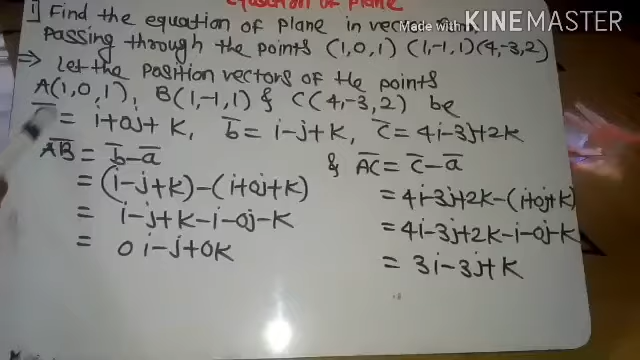 Equation of Plane
1] Find the equation of Plane in vector
Passing through the points (1,0,1) (1,-1,1)(4,-3,2)
⇒ Let the position vectors of the points
A(1,0,1), B(1,-1,1) & C(4,-3,2) be
= i+0j+K, b̅ = i-j+K, c̅ = 4i-3j+2K
A̅B̅ = b̅-a̅ & A̅C̅ = c̅-a̅
= (i-j+K)-(i+0j+K) = 4i-3j+2K-(i+0j+K)
= i-j+K-i-0j-K = 4i-3j+2K-i-0j-K
= 0i-j+0K = 3i-3j+K
Made with KINEMASTER